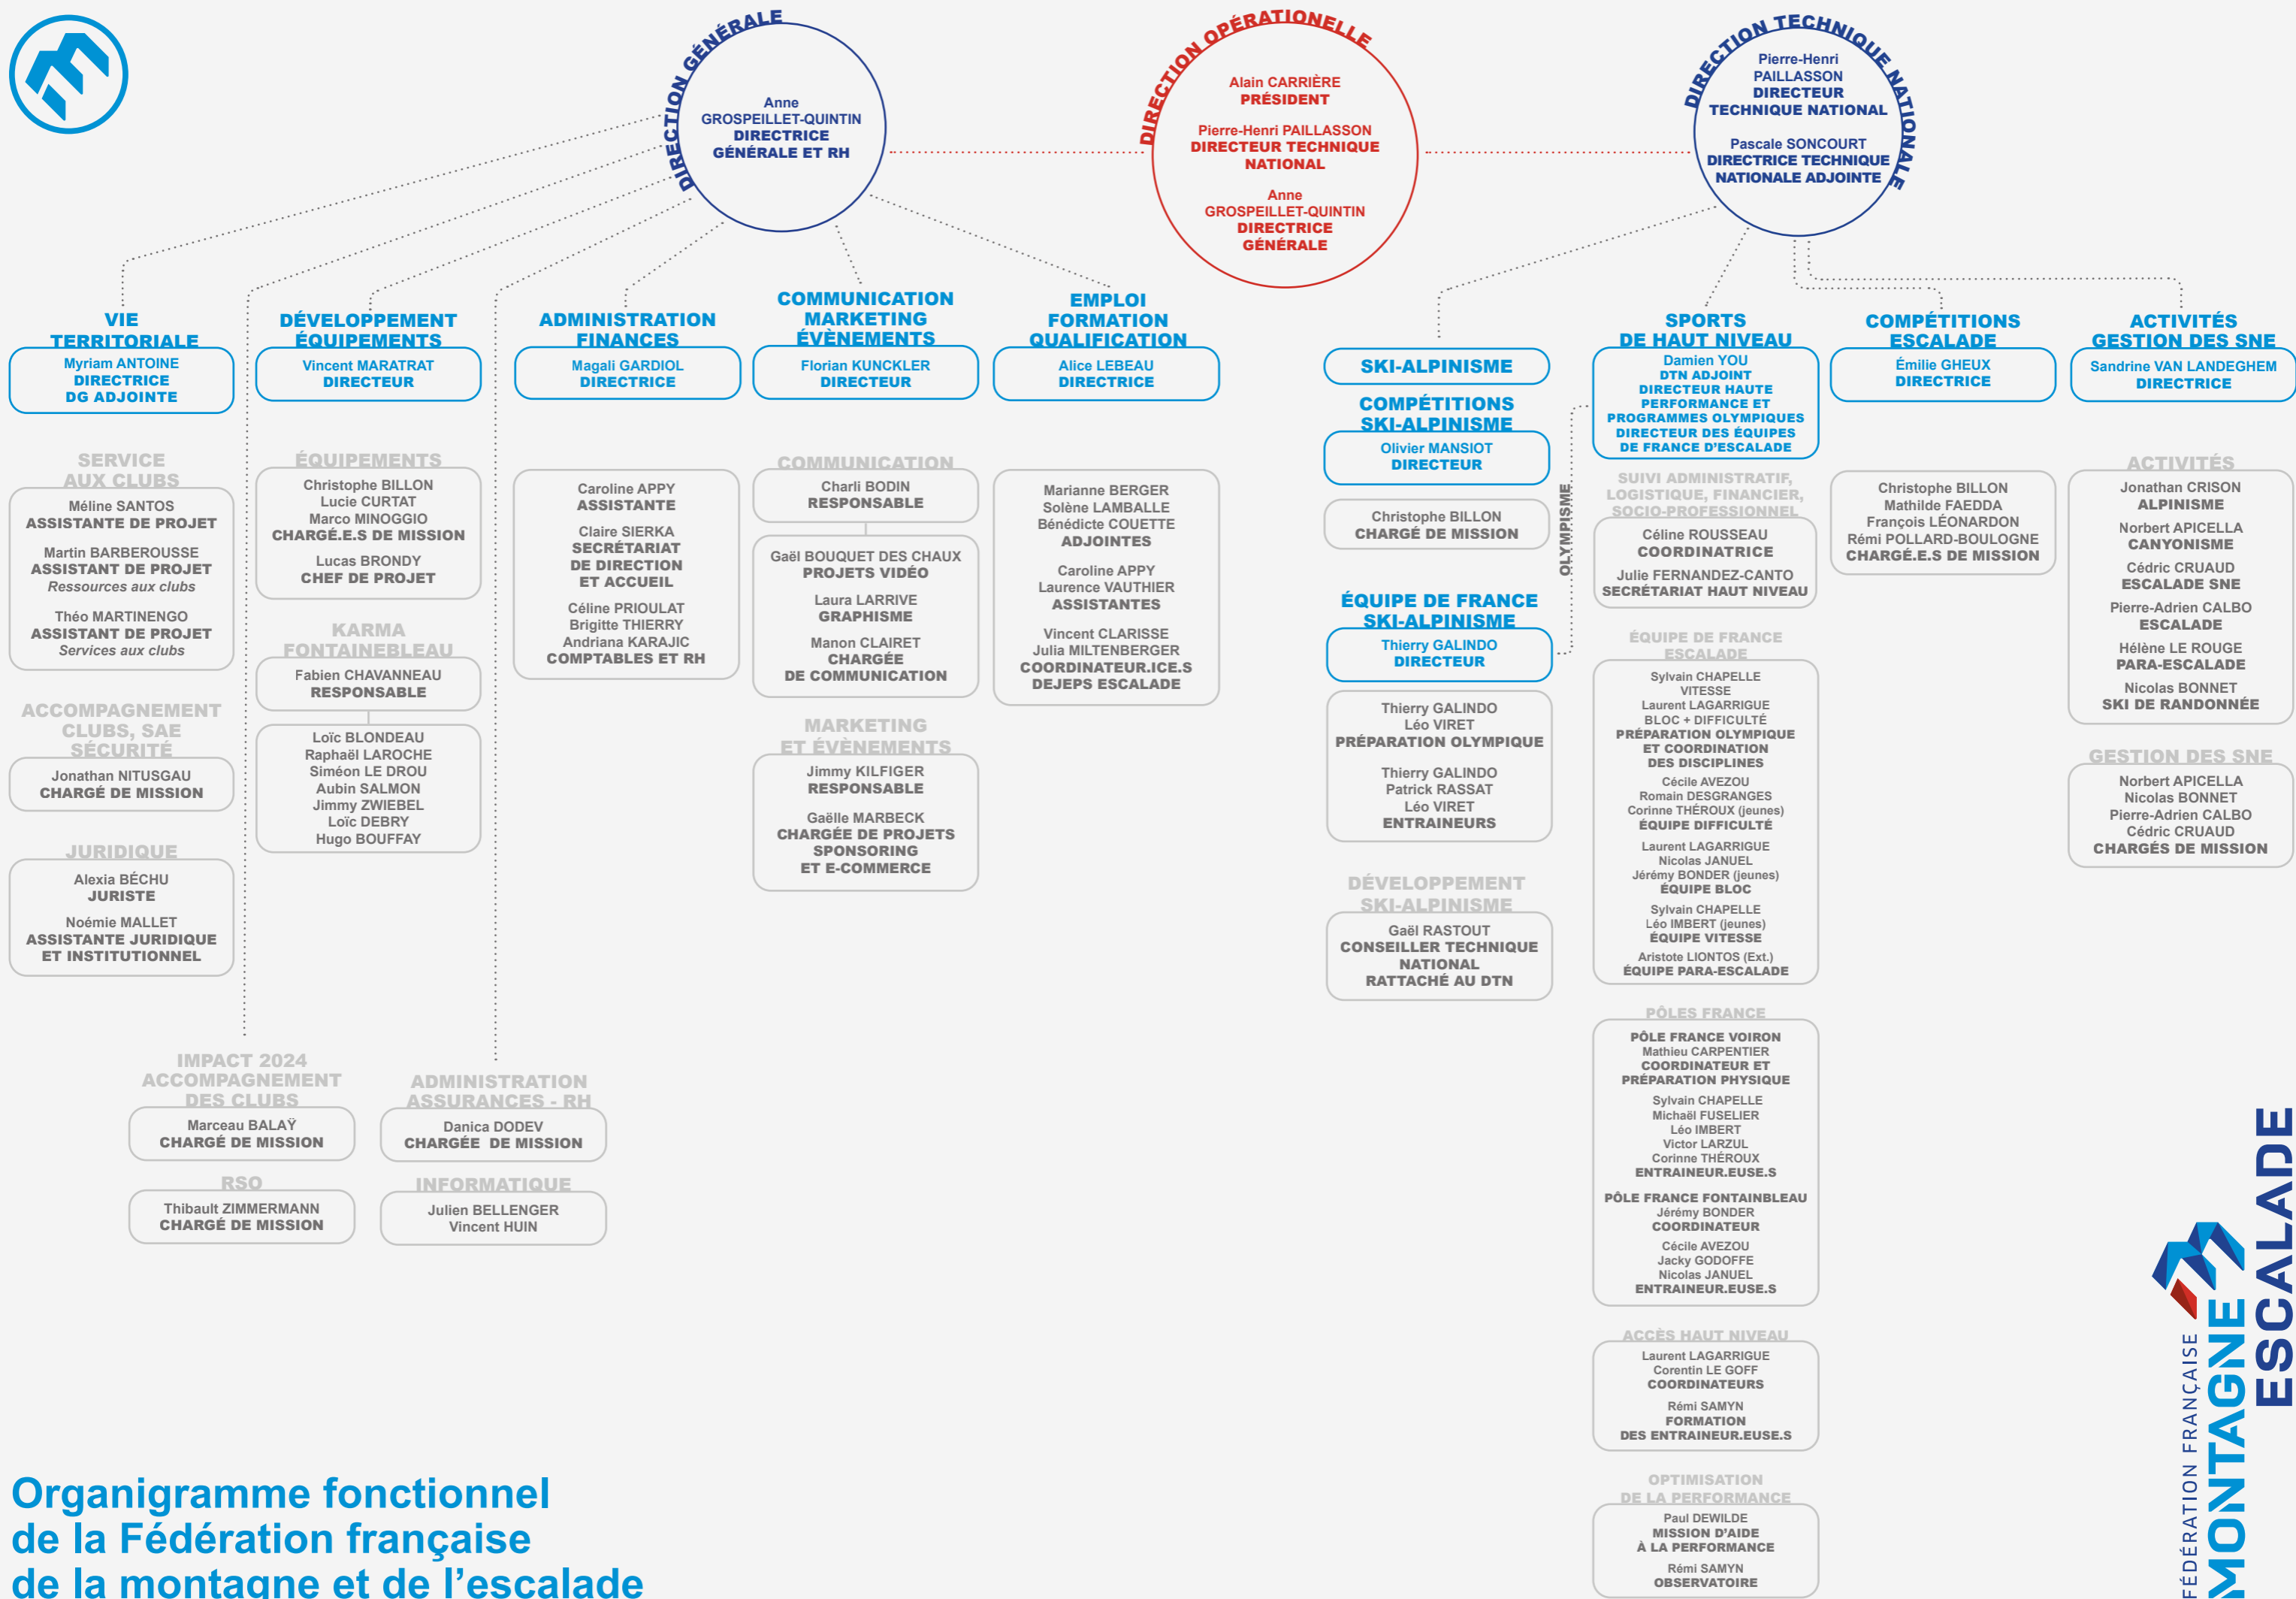 DIRECTION GÉNÉRALE
Anne
GROSPEILLET-QUINTIN
DIRECTRICE
GÉNÉRALE ET RH
DIRECTION OPÉRATIONELLE
Alain CARRIÈRE
PRÉSIDENT
Pierre-Henri PAILLASSON
DIRECTEUR TECHNIQUE
NATIONAL
Anne
GROSPEILLET-QUINTIN
DIRECTRICE
GÉNÉRALE
DIRECTION TECHNIQUE NATIONALE
Pierre-Henri
PAILLASSON
DIRECTEUR
TECHNIQUE NATIONAL
Pascale SONCOURT
DIRECTRICE TECHNIQUE
NATIONALE ADJOINTE
VIE
TERRITORIALE
Myriam ANTOINE
DIRECTRICE
DG ADJOINTE
SERVICE
AUX CLUBS
Méline SANTOS
ASSISTANTE DE PROJET
Martin BARBEROUSSE
ASSISTANT DE PROJET
Ressources aux clubs
Théo MARTINENGO
ASSISTANT DE PROJET
Services aux clubs
ACCOMPAGNEMENT
CLUBS, SAE
SÉCURITÉ
Jonathan NITUSGAU
CHARGÉ DE MISSION
JURIDIQUE
Alexia BÉCHU
JURISTE
Noémie MALLET
ASSISTANTE JURIDIQUE
ET INSTITUTIONNEL
DÉVELOPPEMENT
ÉQUIPEMENTS
Vincent MARATRAT
DIRECTEUR
ÉQUIPEMENTS
Christophe BILLON
Lucie CURTAT
Marco MINOGGIO
CHARGÉ.E.S DE MISSION
Lucas BRONDY
CHEF DE PROJET
KARMA
FONTAINEBLEAU
Fabien CHAVANNEAU
RESPONSABLE
Loïc BLONDEAU
Raphaël LAROCHE
Siméon LE DROU
Aubin SALMON
Jimmy ZWIEBEL
Loïc DEBRY
Hugo BOUFFAY
IMPACT 2024
ACCOMPAGNEMENT
DES CLUBS
Marceau BALAŸ
CHARGÉ DE MISSION
RSO
Thibault ZIMMERMANN
CHARGÉ DE MISSION
ADMINISTRATION
ASSURANCES - RH
Danica DODEV
CHARGÉE DE MISSION
INFORMATIQUE
Julien BELLENGER
Vincent HUIN
ADMINISTRATION
FINANCES
Magali GARDIOL
DIRECTRICE
Caroline APPY
ASSISTANTE
Claire SIERKA
SECRÉTARIAT
DE DIRECTION
ET ACCUEIL
Céline PRIOULAT
Brigitte THIERRY
Andriana KARAJIC
COMPTABLES ET RH
COMMUNICATION
MARKETING
ÉVÈNEMENTS
Florian KUNCKLER
DIRECTEUR
COMMUNICATION
Charli BODIN
RESPONSABLE
Gaël BOUQUET DES CHAUX
PROJETS VIDÉO
Laura LARRIVE
GRAPHISME
Manon CLAIRET
CHARGÉE
DE COMMUNICATION
MARKETING
ET ÉVÈNEMENTS
Jimmy KILFIGER
RESPONSABLE
Gaëlle MARBECK
CHARGÉE DE PROJETS
SPONSORING
ET E-COMMERCE
EMPLOI
FORMATION
QUALIFICATION
Alice LEBEAU
DIRECTRICE
Marianne BERGER
Solène LAMBALLE
Bénédicte COUETTE
ADJOINTES
Caroline APPY
Laurence VAUTHIER
ASSISTANTES
Vincent CLARISSE
Julia MILTENBERGER
COORDINATEUR.ICE.S
DEJEPS ESCALADE
SKI-ALPINISME
COMPÉTITIONS
SKI-ALPINISME
Olivier MANSIOT
DIRECTEUR
Christophe BILLON
CHARGÉ DE MISSION
ÉQUIPE DE FRANCE
SKI-ALPINISME
Thierry GALINDO
DIRECTEUR
Thierry GALINDO
Léo VIRET
PRÉPARATION OLYMPIQUE
Thierry GALINDO
Patrick RASSAT
Léo VIRET
ENTRAINEURS
DÉVELOPPEMENT
SKI-ALPINISME
Gaël RASTOUT
CONSEILLER TECHNIQUE
NATIONAL
RATTACHÉ AU DTN
OLYMPISME
SPORTS
DE HAUT NIVEAU
Damien YOU
DTN ADJOINT
DIRECTEUR HAUTE
PERFORMANCE ET
PROGRAMMES OLYMPIQUES
DIRECTEUR DES ÉQUIPES
DE FRANCE D'ESCALADE
SUIVI ADMINISTRATIF,
LOGISTIQUE, FINANCIER,
SOCIO-PROFESSIONNEL
Céline ROUSSEAU
COORDINATRICE
Julie FERNANDEZ-CANTO
SECRÉTARIAT HAUT NIVEAU
ÉQUIPE DE FRANCE
ESCALADE
Sylvain CHAPELLE
VITESSE
Laurent LAGARRIGUE
BLOC + DIFFICULTÉ
PRÉPARATION OLYMPIQUE
ET COORDINATION
DES DISCIPLINES
Cécile AVEZOU
Romain DESGRANGES
Corinne THÉROUX (jeunes)
ÉQUIPE DIFFICULTÉ
Laurent LAGARRIGUE
Nicolas JANUEL
Jérémy BONDER (jeunes)
ÉQUIPE BLOC
Sylvain CHAPELLE
Léo IMBERT (jeunes)
ÉQUIPE VITESSE
Aristote LIONTOS (Ext.)
ÉQUIPE PARA-ESCALADE
PÔLES FRANCE
PÔLE FRANCE VOIRON
Mathieu CARPENTIER
COORDINATEUR ET
PRÉPARATION PHYSIQUE
Sylvain CHAPELLE
Michaël FUSELIER
Léo IMBERT
Victor LARZUL
Corinne THÉROUX
ENTRAINEUR.EUSE.S
PÔLE FRANCE FONTAINBLEAU
Jérémy BONDER
COORDINATEUR
Cécile AVEZOU
Jacky GODOFFE
Nicolas JANUEL
ENTRAINEUR.EUSE.S
ACCÈS HAUT NIVEAU
Laurent LAGARRIGUE
Corentin LE GOFF
COORDINATEURS
Rémi SAMYN
FORMATION
DES ENTRAINEUR.EUSE.S
OPTIMISATION
DE LA PERFORMANCE
Paul DEWILDE
MISSION D'AIDE
À LA PERFORMANCE
Rémi SAMYN
OBSERVATOIRE
COMPÉTITIONS
ESCALADE
Émilie GHEUX
DIRECTRICE
Christophe BILLON
Mathilde FAEDDA
François LÉONARDON
Rémi POLLARD-BOULOGNE
CHARGÉ.E.S DE MISSION
ACTIVITÉS
GESTION DES SNE
Sandrine VAN LANDEGHEM
DIRECTRICE
ACTIVITÉS
Jonathan CRISON
ALPINISME
Norbert APICELLA
CANYONISME
Cédric CRUAUD
ESCALADE SNE
Pierre-Adrien CALBO
ESCALADE
Hélène LE ROUGE
PARA-ESCALADE
Nicolas BONNET
SKI DE RANDONNÉE
GESTION DES SNE
Norbert APICELLA
Nicolas BONNET
Pierre-Adrien CALBO
Cédric CRUAUD
CHARGÉS DE MISSION
Organigramme fonctionnel
de la Fédération française
de la montagne et de l'escalade
FÉDÉRATION FRANÇAISE
MONTAGNE
ESCALADE